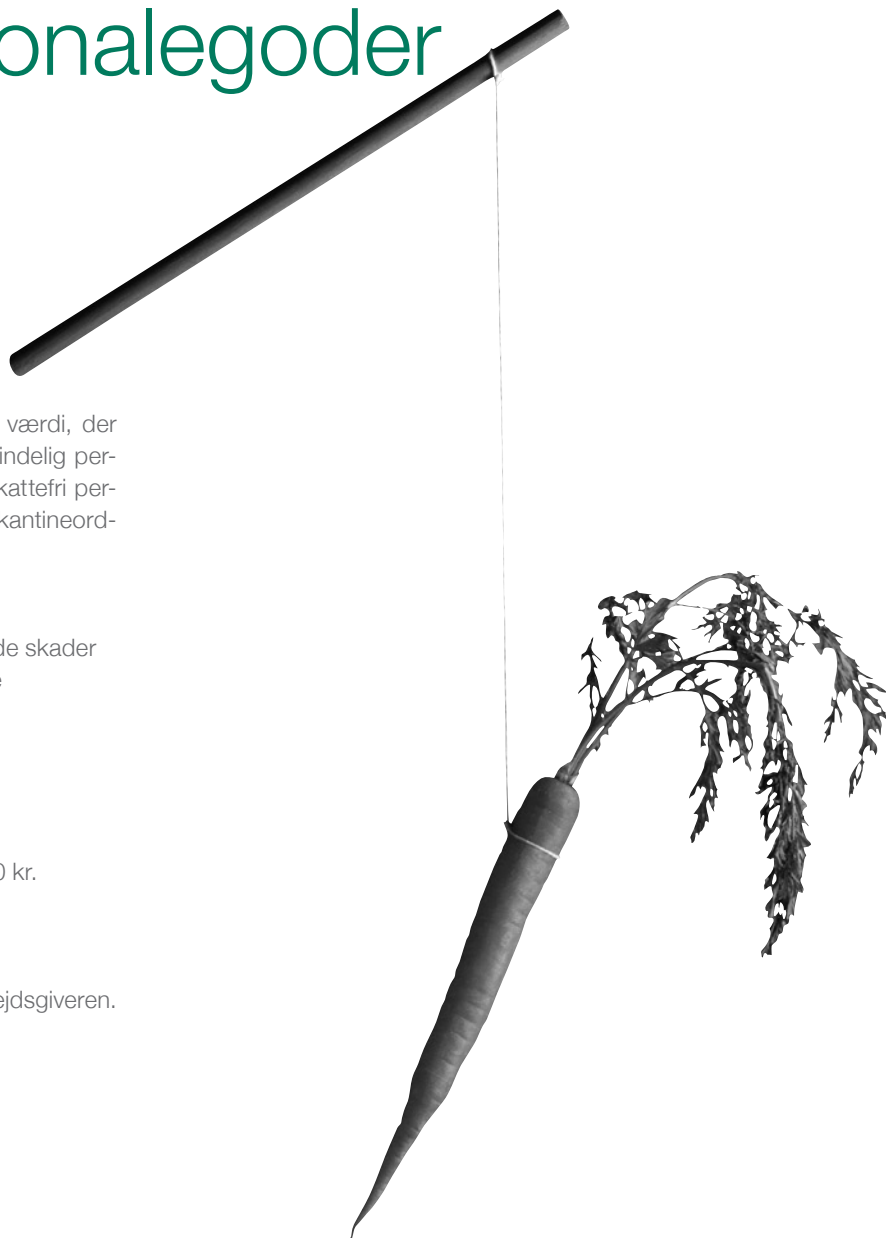 onalegoder
værdi, der
indelig per-
kattefri per-
kantineord-
de skader
e
0 kr.
ejdsgiveren.